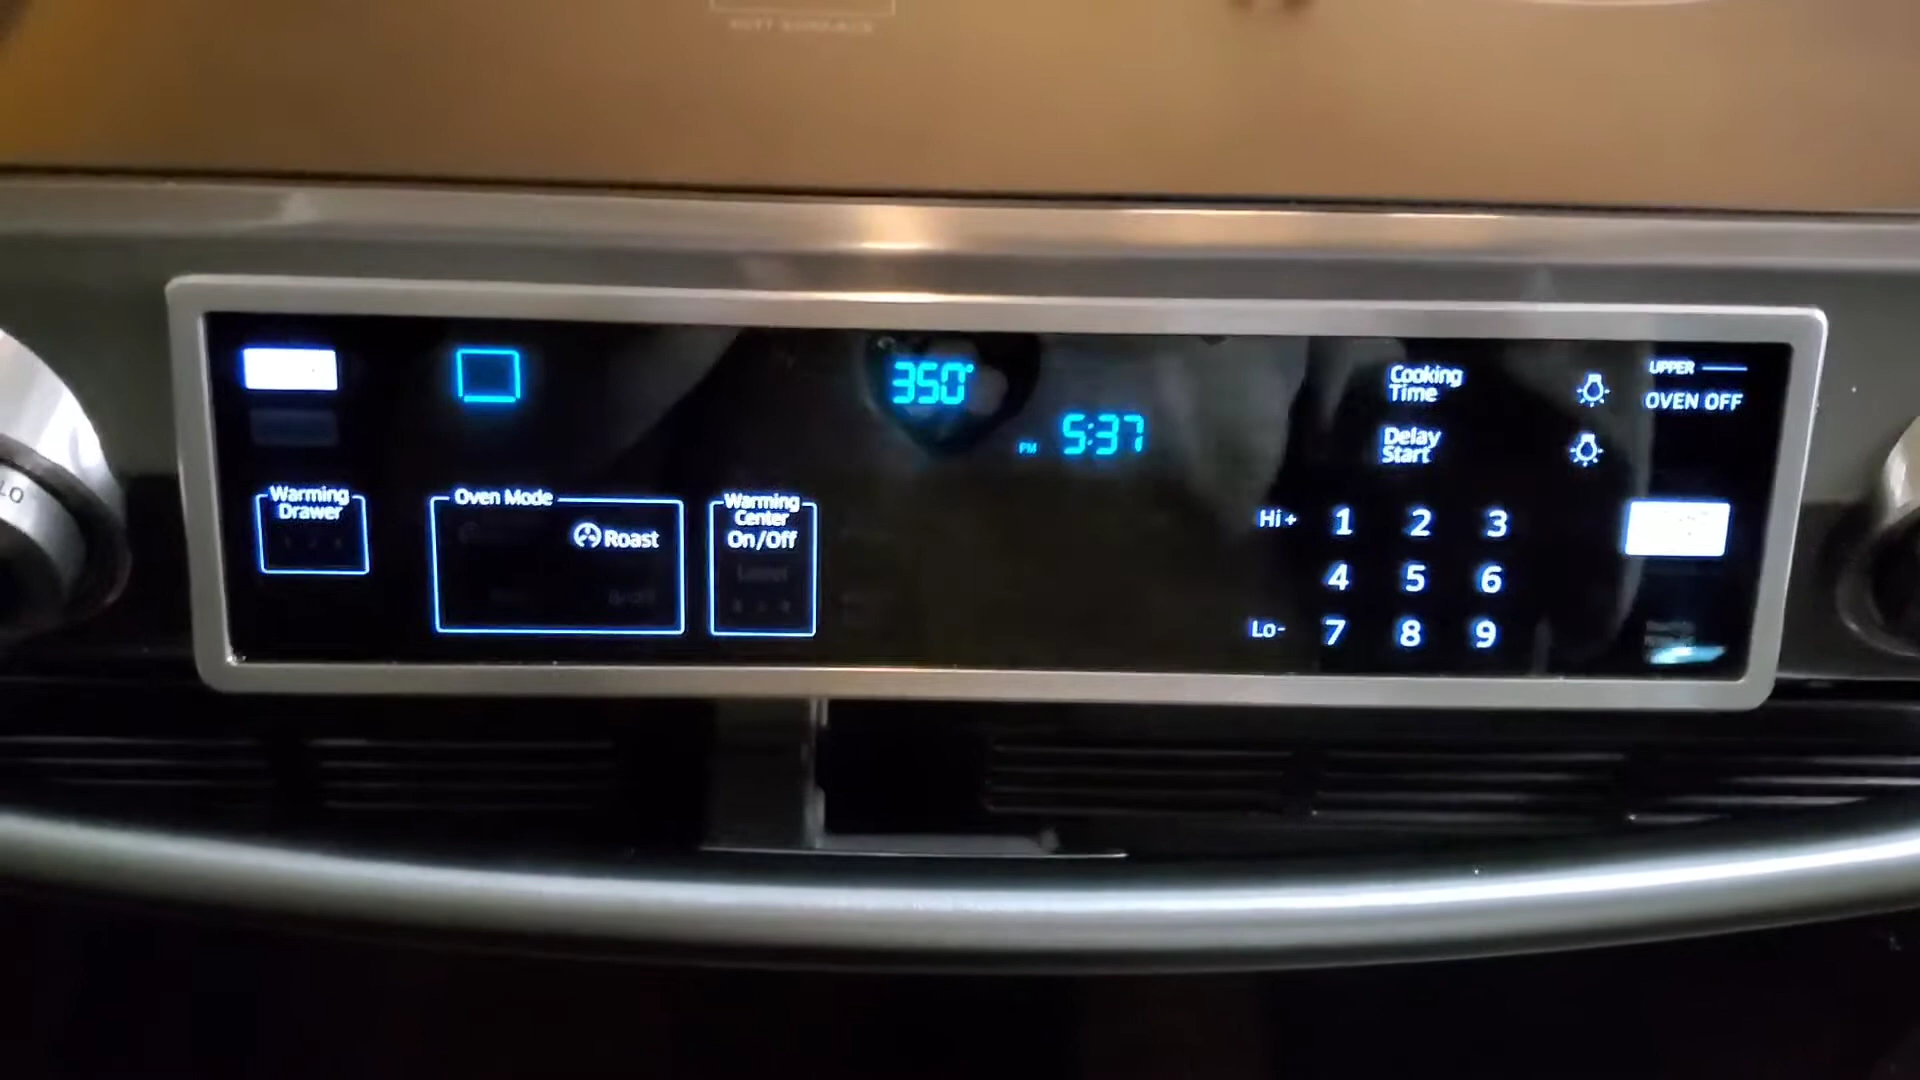 350°
PM 5:37
Cooking
Time
Delay
Start
UPPER
OVEN OFF
Warming
Drawer
Oven Mode
Roast
Warming
Center
On/Off
Hi+ 1 2 3
4 5 6
Lo- 7 8 9
LO